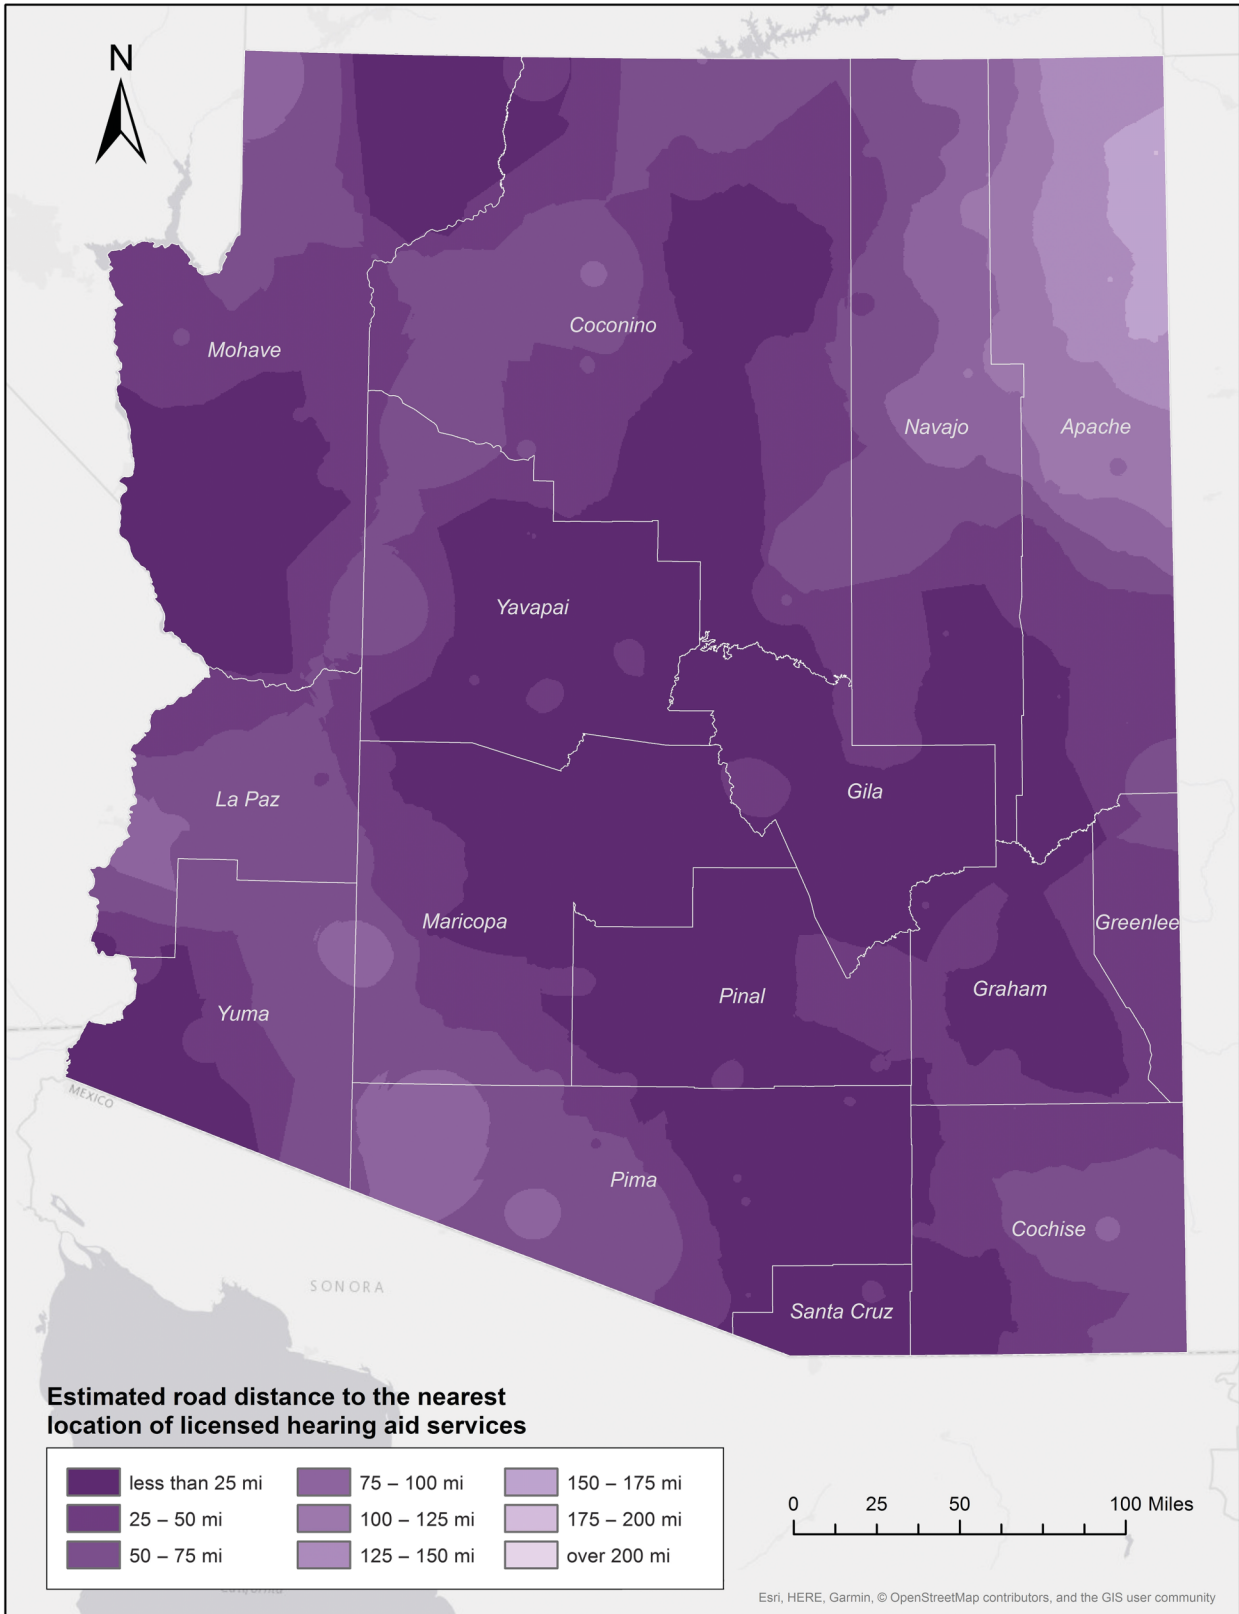 N
Coconino
Mohave
Navajo
Apache
Yavapai
La Paz
Gila
Maricopa
Greenlee
Pinal
Graham
Yuma
MEXICO
Pima
Cochise
SONORA
Santa Cruz
Estimated road distance to the nearest
location of licensed hearing aid services
less than 25 mi
75 – 100 mi
150 – 175 mi
25 – 50 mi
100 – 125 mi
175 – 200 mi
50 – 75 mi
125 – 150 mi
over 200 mi
0 25 50 100 Miles
Esri, HERE, Garmin, © OpenStreetMap contributors, and the GIS user community